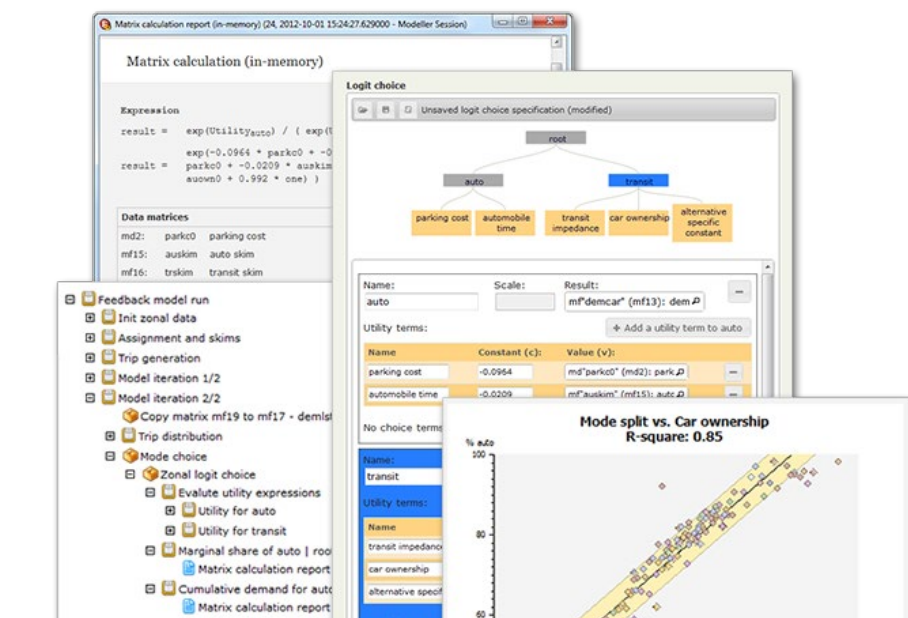 Matrix calculation report (in-memory) (24, 2012-10-01 15:24:27.629000 - Modeller Session)
Matrix calculation (in-memory)
Expression
result = exp(Utilityauto) / ( exp(U
exp(-0.0964 * parkc0 + -0
result = parkc0 + -0.0209 * auskim
auown0 + 0.992 * one) )
Data matrices
md2: parkc0 parking cost
mf15: auskim auto skim
mf16: trskim transit skim
Logit choice
Unsaved logit choice specification (modified)
root
auto transit
parking cost automobile time transit impedance car ownership alternative specific constant
Name: Scale: Result:
auto mf"demcar" (mf13): dem
Utility terms: + Add a utility term to auto
Name Constant (c): Value (v):
parking cost -0.0964 md"parkc0" (md2): park
automobile time -0.0209 mf"auskim" (mf15): autc
No choice terms
Name:
transit
Utility terms:
Name
transit impedance
car ownership
alternative specif
Feedback model run
Init zonal data
Assignment and skims
Trip generation
Model iteration 1/2
Model iteration 2/2
Copy matrix mf19 to mf17 - demlst
Trip distribution
Mode choice
Zonal logit choice
Evalute utility expressions
Utility for auto
Utility for transit
Marginal share of auto | roo
Matrix calculation report
Cumulative demand for auto
Matrix calculation report
Mode split vs. Car ownership
R-square: 0.85
% auto
100
80
60